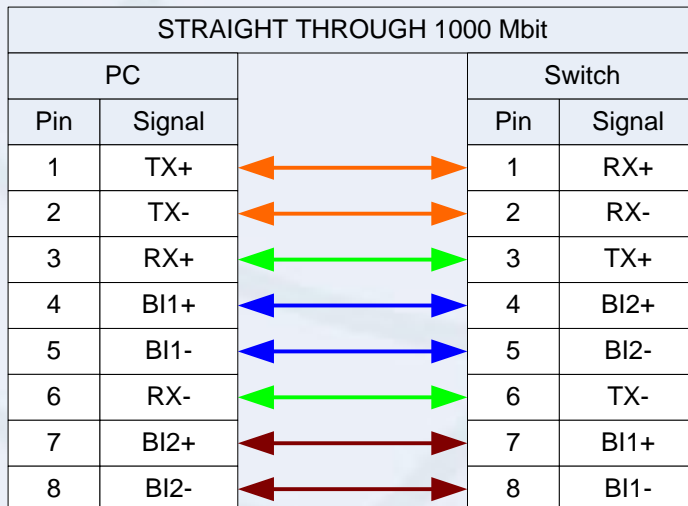 STRAIGHT THROUGH 1000 Mbit
PC Switch
Pin Signal Pin Signal
1 TX+ 1 RX+
2 TX- 2 RX-
3 RX+ 3 TX+
4 BI1+ 4 BI2+
5 BI1- 5 BI2-
6 RX- 6 TX-
7 BI2+ 7 BI1+
8 BI2- 8 BI1-